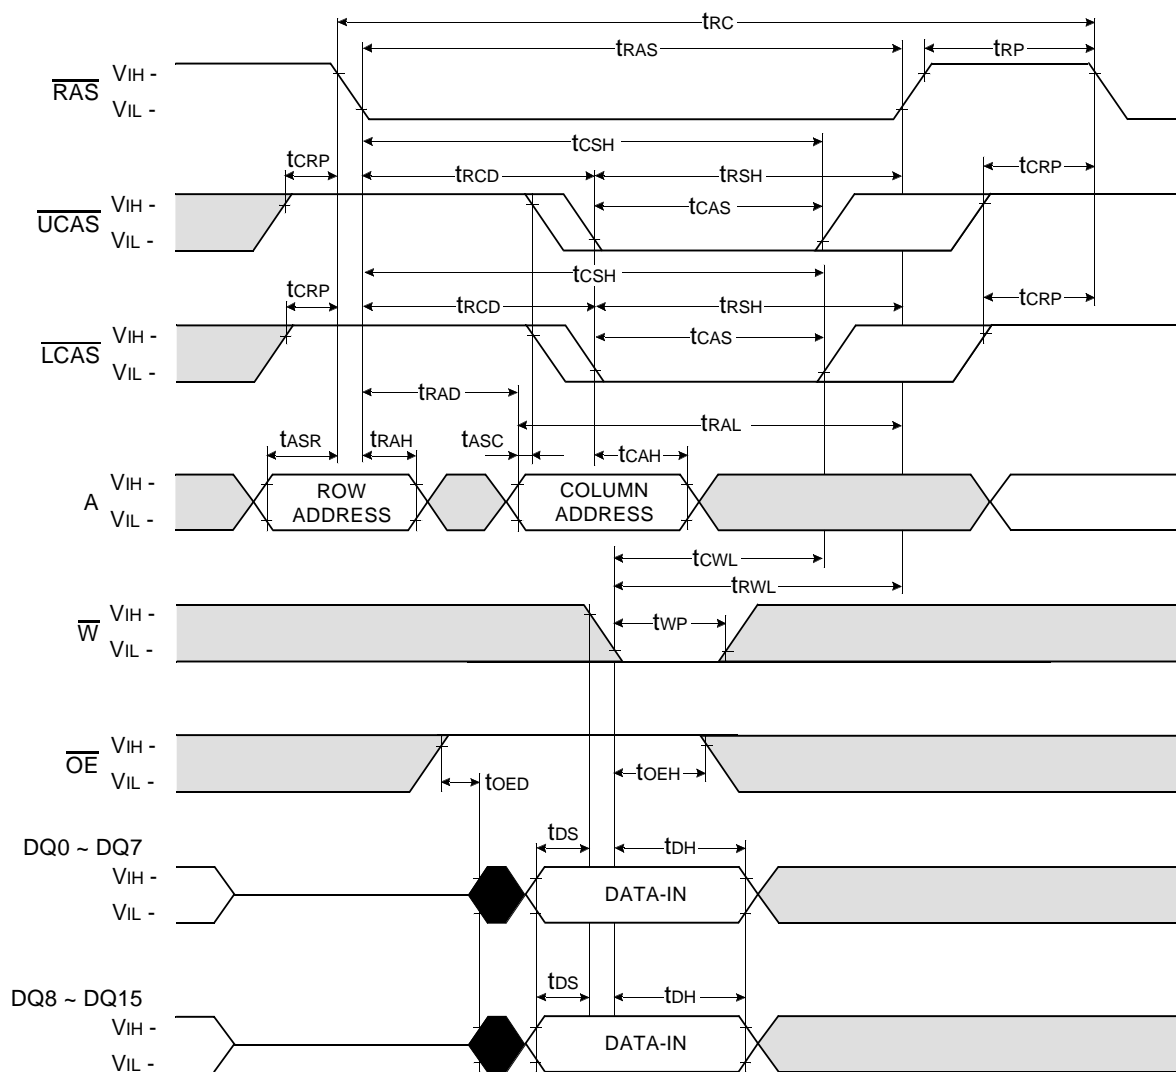 tRC
tRAS
tRP
RAS
VIH -
VIL -
tCSH
tCRP
tRCD
tRSH
tCRP
UCAS
VIH -
VIL -
tCAS
tCSH
tCRP
tRCD
tRSH
tCRP
LCAS
VIH -
VIL -
tCAS
tRAD
tRAL
tASR
tRAH
tASC
tCAH
A
VIH -
VIL -
ROW
ADDRESS
COLUMN
ADDRESS
tCWL
tRWL
W
VIH -
VIL -
tWP
OE
VIH -
VIL -
tOED
tOEH
DQ0 ~ DQ7
VIH -
VIL -
tDS
tDH
DATA-IN
DQ8 ~ DQ15
VIH -
VIL -
tDS
tDH
DATA-IN